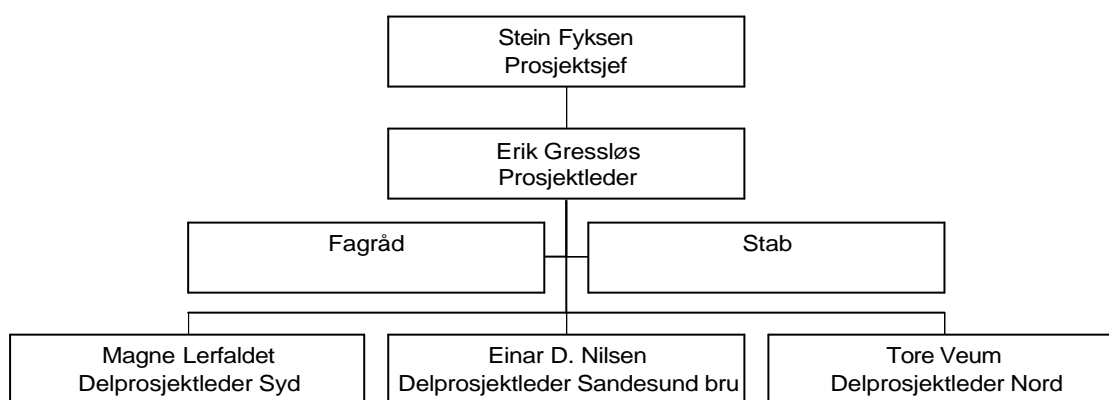 Stein Fyksen
Prosjektsjef
Erik Gressløs
Prosjektleder
Fagråd
Stab
Magne Lerfaldet
Delprosjektleder Syd
Einar D. Nilsen
Delprosjektleder Sandesund bru
Tore Veum
Delprosjektleder Nord